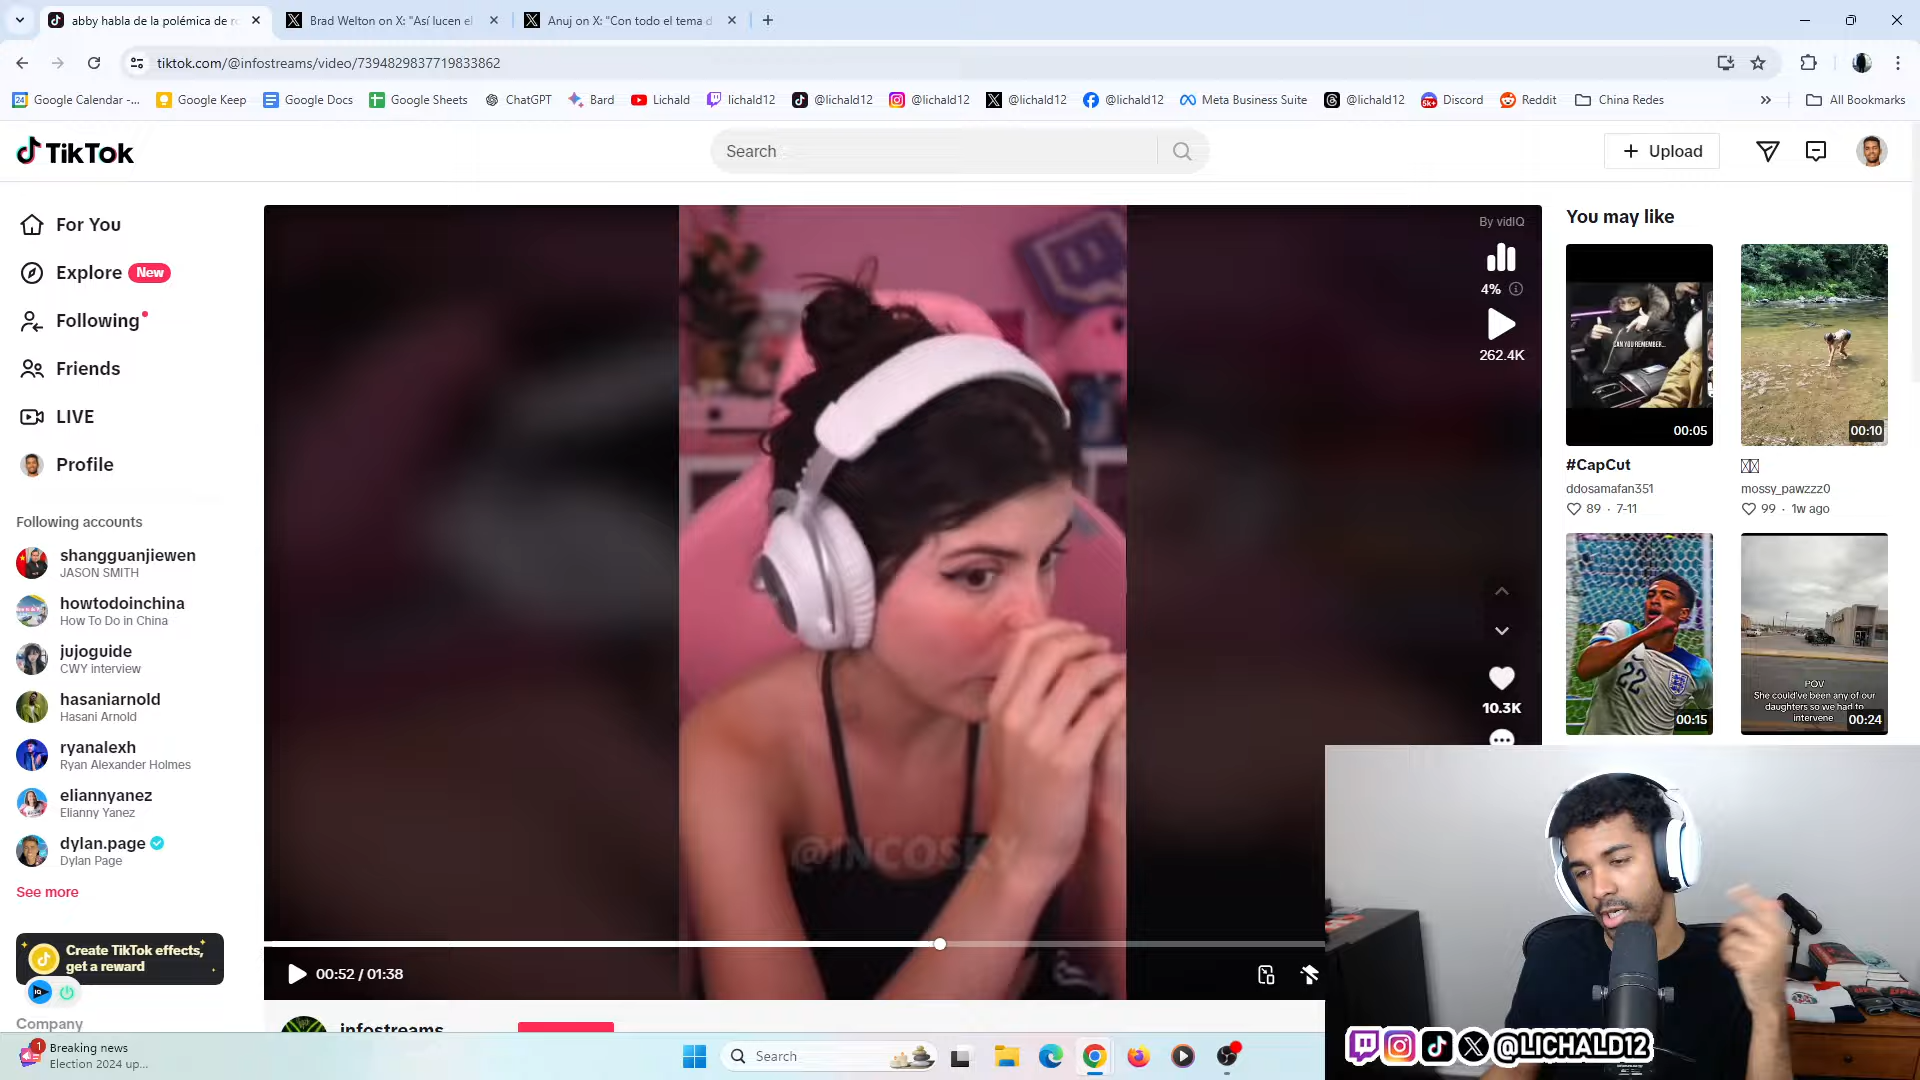 abby habla de la polémica de r
Brad Welton on X: "Así lucen el
Anuj on X: "Con todo el tema d
tiktok.com/@infostreams/video/7394829837719833862
Google Calendar -...
Google Keep
Google Docs
Google Sheets
ChatGPT
Bard
Lichald
lichald12
@lichald12
@lichald12
@lichald12
@lichald12
Meta Business Suite
@lichald12
Discord
Reddit
China Redes
All Bookmarks
TikTok
Search
Upload
For You
Explore New
Following
Friends
LIVE
Profile
Following accounts
shangguanjiewen
JASON SMITH
howtodoinchina
How To Do in China
jujoguide
CWY interview
hasaniarnold
Hasani Arnold
ryanalexh
Ryan Alexander Holmes
eliannyanez
Elianny Yanez
dylan.page
Dylan Page
See more
Create TikTok effects,
get a reward
Company
By vidIQ
4%
262.4K
10.3K
@INCOSKY
00:52 / 01:38
infostreams
You may like
CAN YOU REMEMBER...
00:05
#CapCut
ddosamafan351
89 · 7-11
00:10
mossy_pawzzz0
99 · 1w ago
22
00:15
POV
She could've been any of our
daughters so we had to
intervene
00:24
@LICHALD12
1
Breaking news
Election 2024 up...
Search